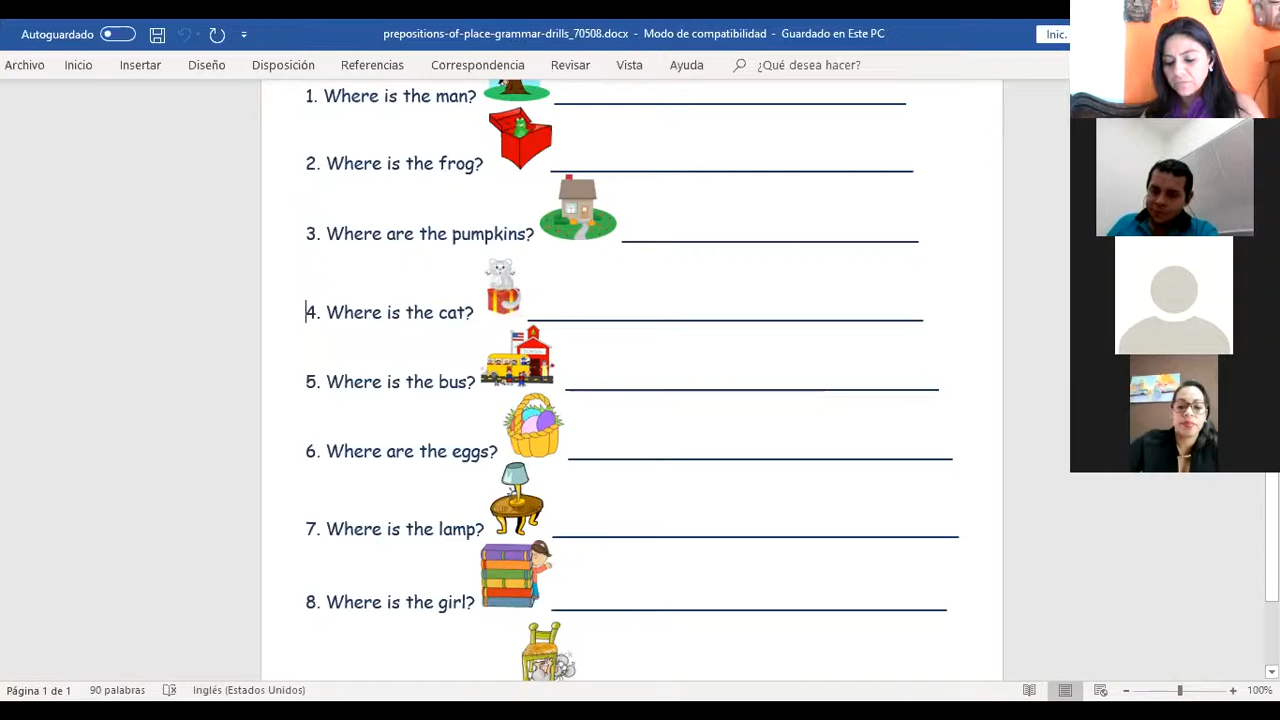 Autoguardado
prepositions-of-place-grammar-drills_70508.docx - Modo de compatibilidad - Guardado en Este PC
Inic.
Archivo Inicio Insertar Diseño Disposición Referencias Correspondencia Revisar Vista Ayuda ¿Qué desea hacer?
1. Where is the man?
2. Where is the frog?
3. Where are the pumpkins?
4. Where is the cat?
5. Where is the bus?
6. Where are the eggs?
7. Where is the lamp?
8. Where is the girl?
Página 1 de 1 90 palabras Inglés (Estados Unidos) 100%